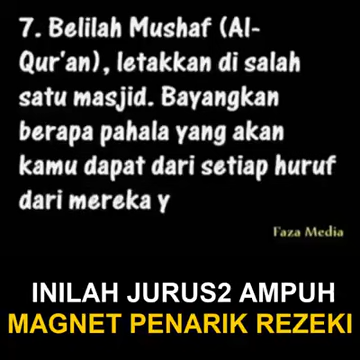 7. Belilah Mushaf (Al-
Qur'an), letakkan di salah
satu masjid. Bayangkan
berapa pahala yang akan
kamu dapat dari setiap huruf
dari mereka y
Faza Media
INILAH JURUS2 AMPUH
MAGNET PENARIK REZEKI